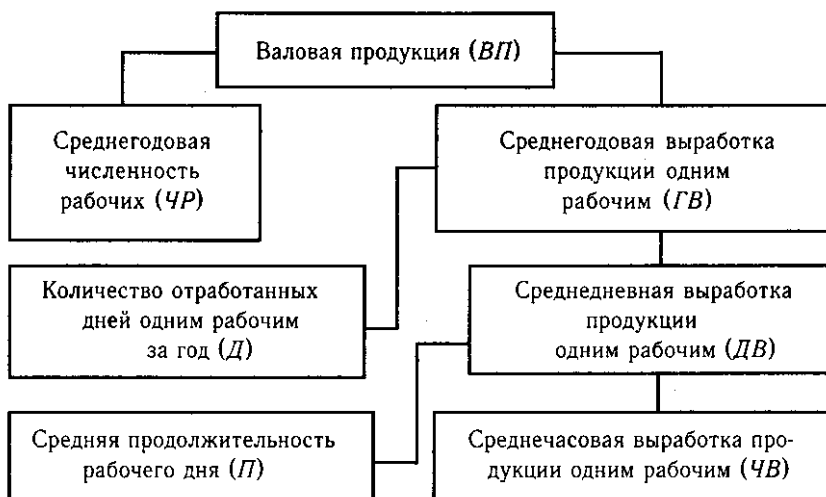 Валовая продукция (ВП)
Среднегодовая
численность
рабочих (ЧР)
Среднегодовая выработка
продукции одним
рабочим (ГВ)
Количество отработанных
дней одним рабочим
за год (Д)
Среднедневная выработка
продукции
одним рабочим (ДВ)
Средняя продолжительность
рабочего дня (П)
Среднечасовая выработка про-
дукции одним рабочим (ЧВ)